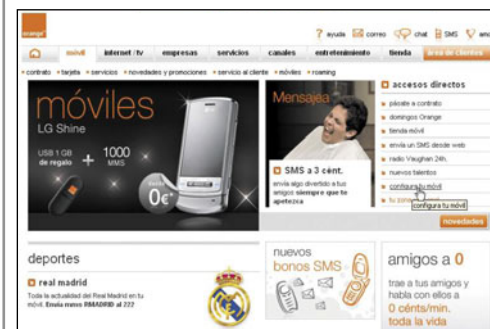 orange
ayuda correo chat SMS
móvil internet / tv empresas servicios canales entretenimiento tienda área de clientes
contrato tarjeta servicios novedades y promociones servicio al cliente móviles roaming
móviles
LG Shine
USB 1 GB
de regalo
+
1000
MMS
desde
0€*
Mensajea
SMS a 3 cént.
envía algo divertido a tus
amigos siempre que te
apetezca
accesos directos
pásate a contrato
domingos Orange
tienda móvil
envía un SMS desde web
radio Vaughan 24h.
nuevos talentos
configura tu móvil
tu zona
configura tu móvil
novedades
deportes
real madrid
Toda la actualidad del Real Madrid en tu
móvil. Envía rmmo RMADRID al 222
nuevos
bonos SMS
amigos a 0
trae a tus amigos y
habla con ellos a
0 cénts/min.
toda la vida